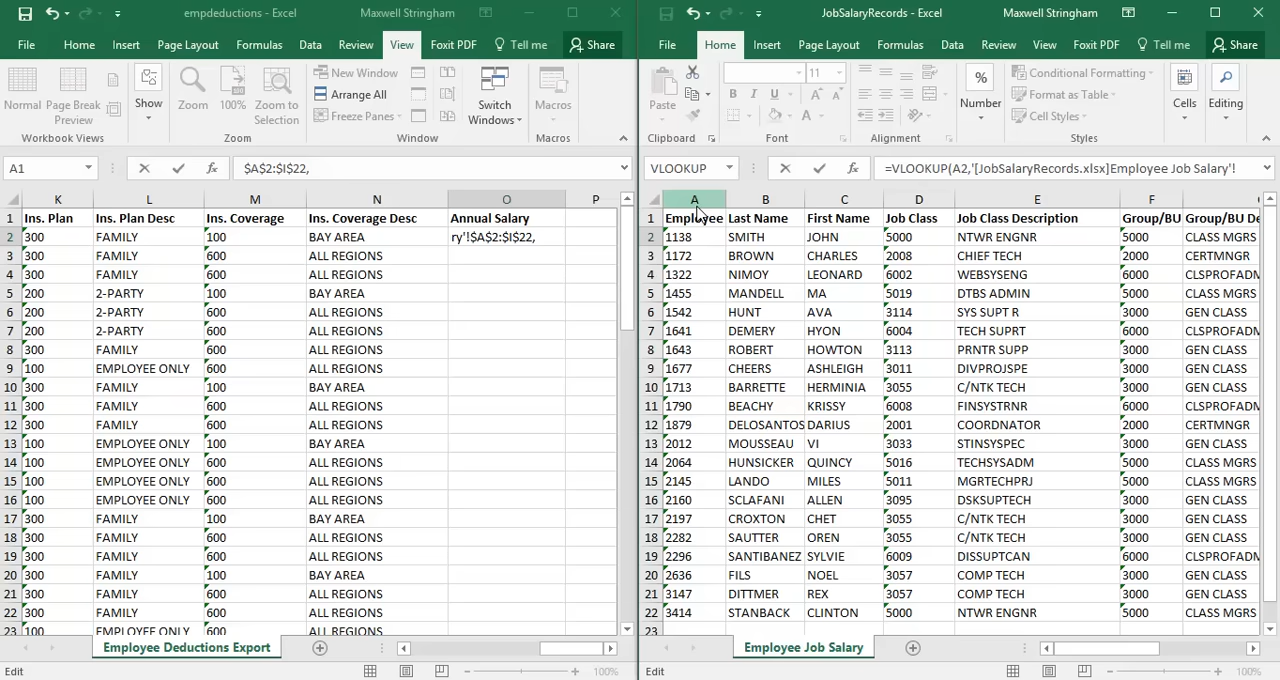 empdeductions - Excel
Maxwell Stringham
File Home Insert Page Layout Formulas Data Review View Foxit PDF Tell me Share
Normal Page Break Preview
Show
Zoom 100% Zoom to Selection
New Window
Arrange All
Freeze Panes
Switch Windows
Macros
Workbook Views Zoom Window Macros
A1 fx $A$2:$I$22,
K L M N O P
1 Ins. Plan Ins. Plan Desc Ins. Coverage Ins. Coverage Desc Annual Salary
2 300 FAMILY 100 BAY AREA ry'!$A$2:$I$22,
3 300 FAMILY 600 ALL REGIONS
4 300 FAMILY 600 ALL REGIONS
5 200 2-PARTY 100 BAY AREA
6 200 2-PARTY 600 ALL REGIONS
7 200 2-PARTY 600 ALL REGIONS
8 300 FAMILY 600 ALL REGIONS
9 100 EMPLOYEE ONLY 600 ALL REGIONS
10 300 FAMILY 100 BAY AREA
11 300 FAMILY 600 ALL REGIONS
12 300 FAMILY 600 ALL REGIONS
13 100 EMPLOYEE ONLY 100 BAY AREA
14 100 EMPLOYEE ONLY 600 ALL REGIONS
15 100 EMPLOYEE ONLY 600 ALL REGIONS
16 100 EMPLOYEE ONLY 600 ALL REGIONS
17 300 FAMILY 100 BAY AREA
18 300 FAMILY 600 ALL REGIONS
19 300 FAMILY 600 ALL REGIONS
20 300 FAMILY 100 BAY AREA
21 300 FAMILY 600 ALL REGIONS
22 300 FAMILY 600 ALL REGIONS
23 100 EMPLOYEE ONLY 600 ALL REGIONS
Employee Deductions Export
Edit 100%
JobSalaryRecords - Excel
Maxwell Stringham
File Home Insert Page Layout Formulas Data Review View Foxit PDF Tell me Share
Paste
11
B I U
A A
%
Number
Conditional Formatting
Format as Table
Cell Styles
Cells
Editing
Clipboard Font Alignment Styles
VLOOKUP fx =VLOOKUP(A2,'[JobSalaryRecords.xlsx]Employee Job Salary'!
A B C D E F
1 Employee Last Name First Name Job Class Job Class Description Group/BU Group/BU De
2 1138 SMITH JOHN 5000 NTWR ENGNR 5000 CLASS MGRS
3 1172 BROWN CHARLES 2008 CHIEF TECH 2000 CERTMNGR
4 1322 NIMOY LEONARD 6002 WEBSYSENG 6000 CLSPROFADM
5 1455 MANDELL MA 5019 DTBS ADMIN 5000 CLASS MGRS
6 1542 HUNT AVA 3114 SYS SUPT R 3000 GEN CLASS
7 1641 DEMERY HYON 6004 TECH SUPRT 6000 CLSPROFADM
8 1643 ROBERT HOWTON 3113 PRNTR SUPP 3000 GEN CLASS
9 1677 CHEERS ASHLEIGH 3011 DIVPROJSPE 3000 GEN CLASS
10 1713 BARRETTE HERMINIA 3055 C/NTK TECH 3000 GEN CLASS
11 1790 BEACHY KRISSY 6008 FINSYSTRNR 6000 CLSPROFADM
12 1879 DELOSANTOS DARIUS 2001 COORDNATOR 2000 CERTMNGR
13 2012 MOUSSEAU VI 3033 STINSYSPEC 3000 GEN CLASS
14 2064 HUNSICKER QUINCY 5016 TECHSYSADM 5000 CLASS MGRS
15 2145 LANDO MILES 5011 MGRTECHPRJ 5000 CLASS MGRS
16 2160 SCLAFANI ALLEN 3095 DSKSUPTECH 3000 GEN CLASS
17 2197 CROXTON CHET 3055 C/NTK TECH 3000 GEN CLASS
18 2282 SAUTTER OREN 3055 C/NTK TECH 3000 GEN CLASS
19 2296 SANTIBANEZ SYLVIE 6009 DISSUPTCAN 6000 CLSPROFADM
20 2636 FILS NOEL 3057 COMP TECH 3000 GEN CLASS
21 3147 DITTMER REX 3057 COMP TECH 3000 GEN CLASS
22 3414 STANBACK CLINTON 5000 NTWR ENGNR 5000 CLASS MGRS
23
Employee Job Salary
Edit 100%